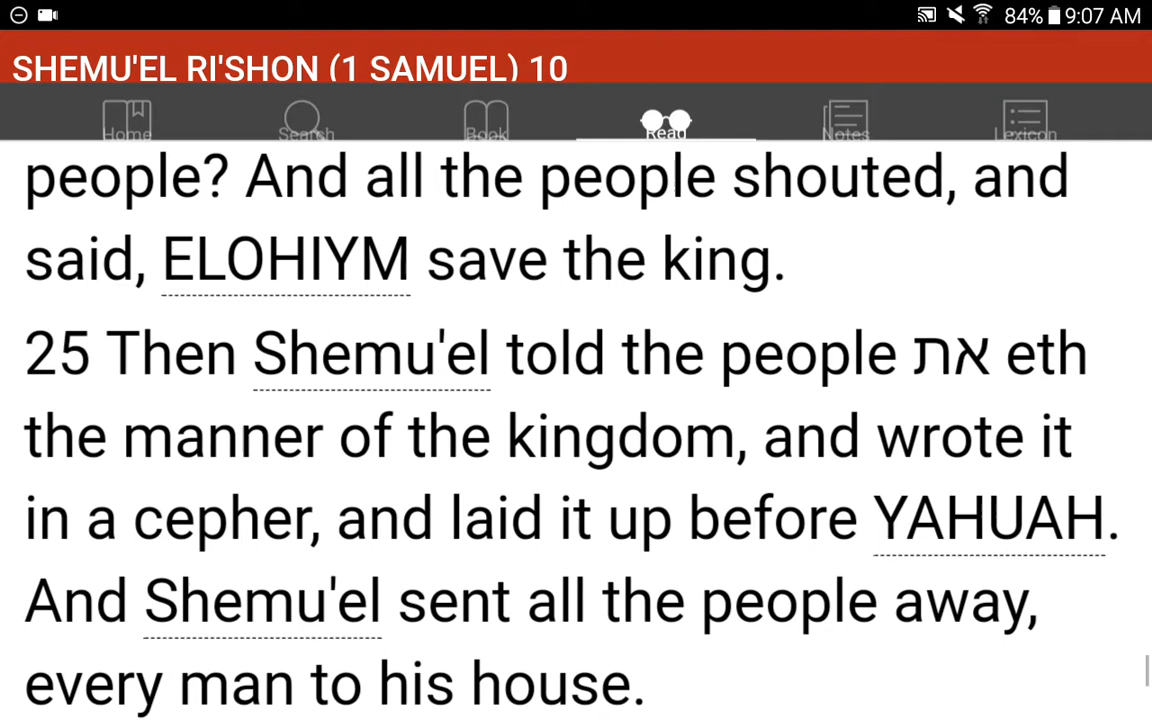 84% 9:07 AM
SHEMU'EL RI'SHON (1 SAMUEL) 10
Home Search Book Read Notes Lexicon
people? And all the people shouted, and
said, ELOHIYM save the king.
25 Then Shemu'el told the people את eth
the manner of the kingdom, and wrote it
in a cepher, and laid it up before YAHUAH.
And Shemu'el sent all the people away,
every man to his house.